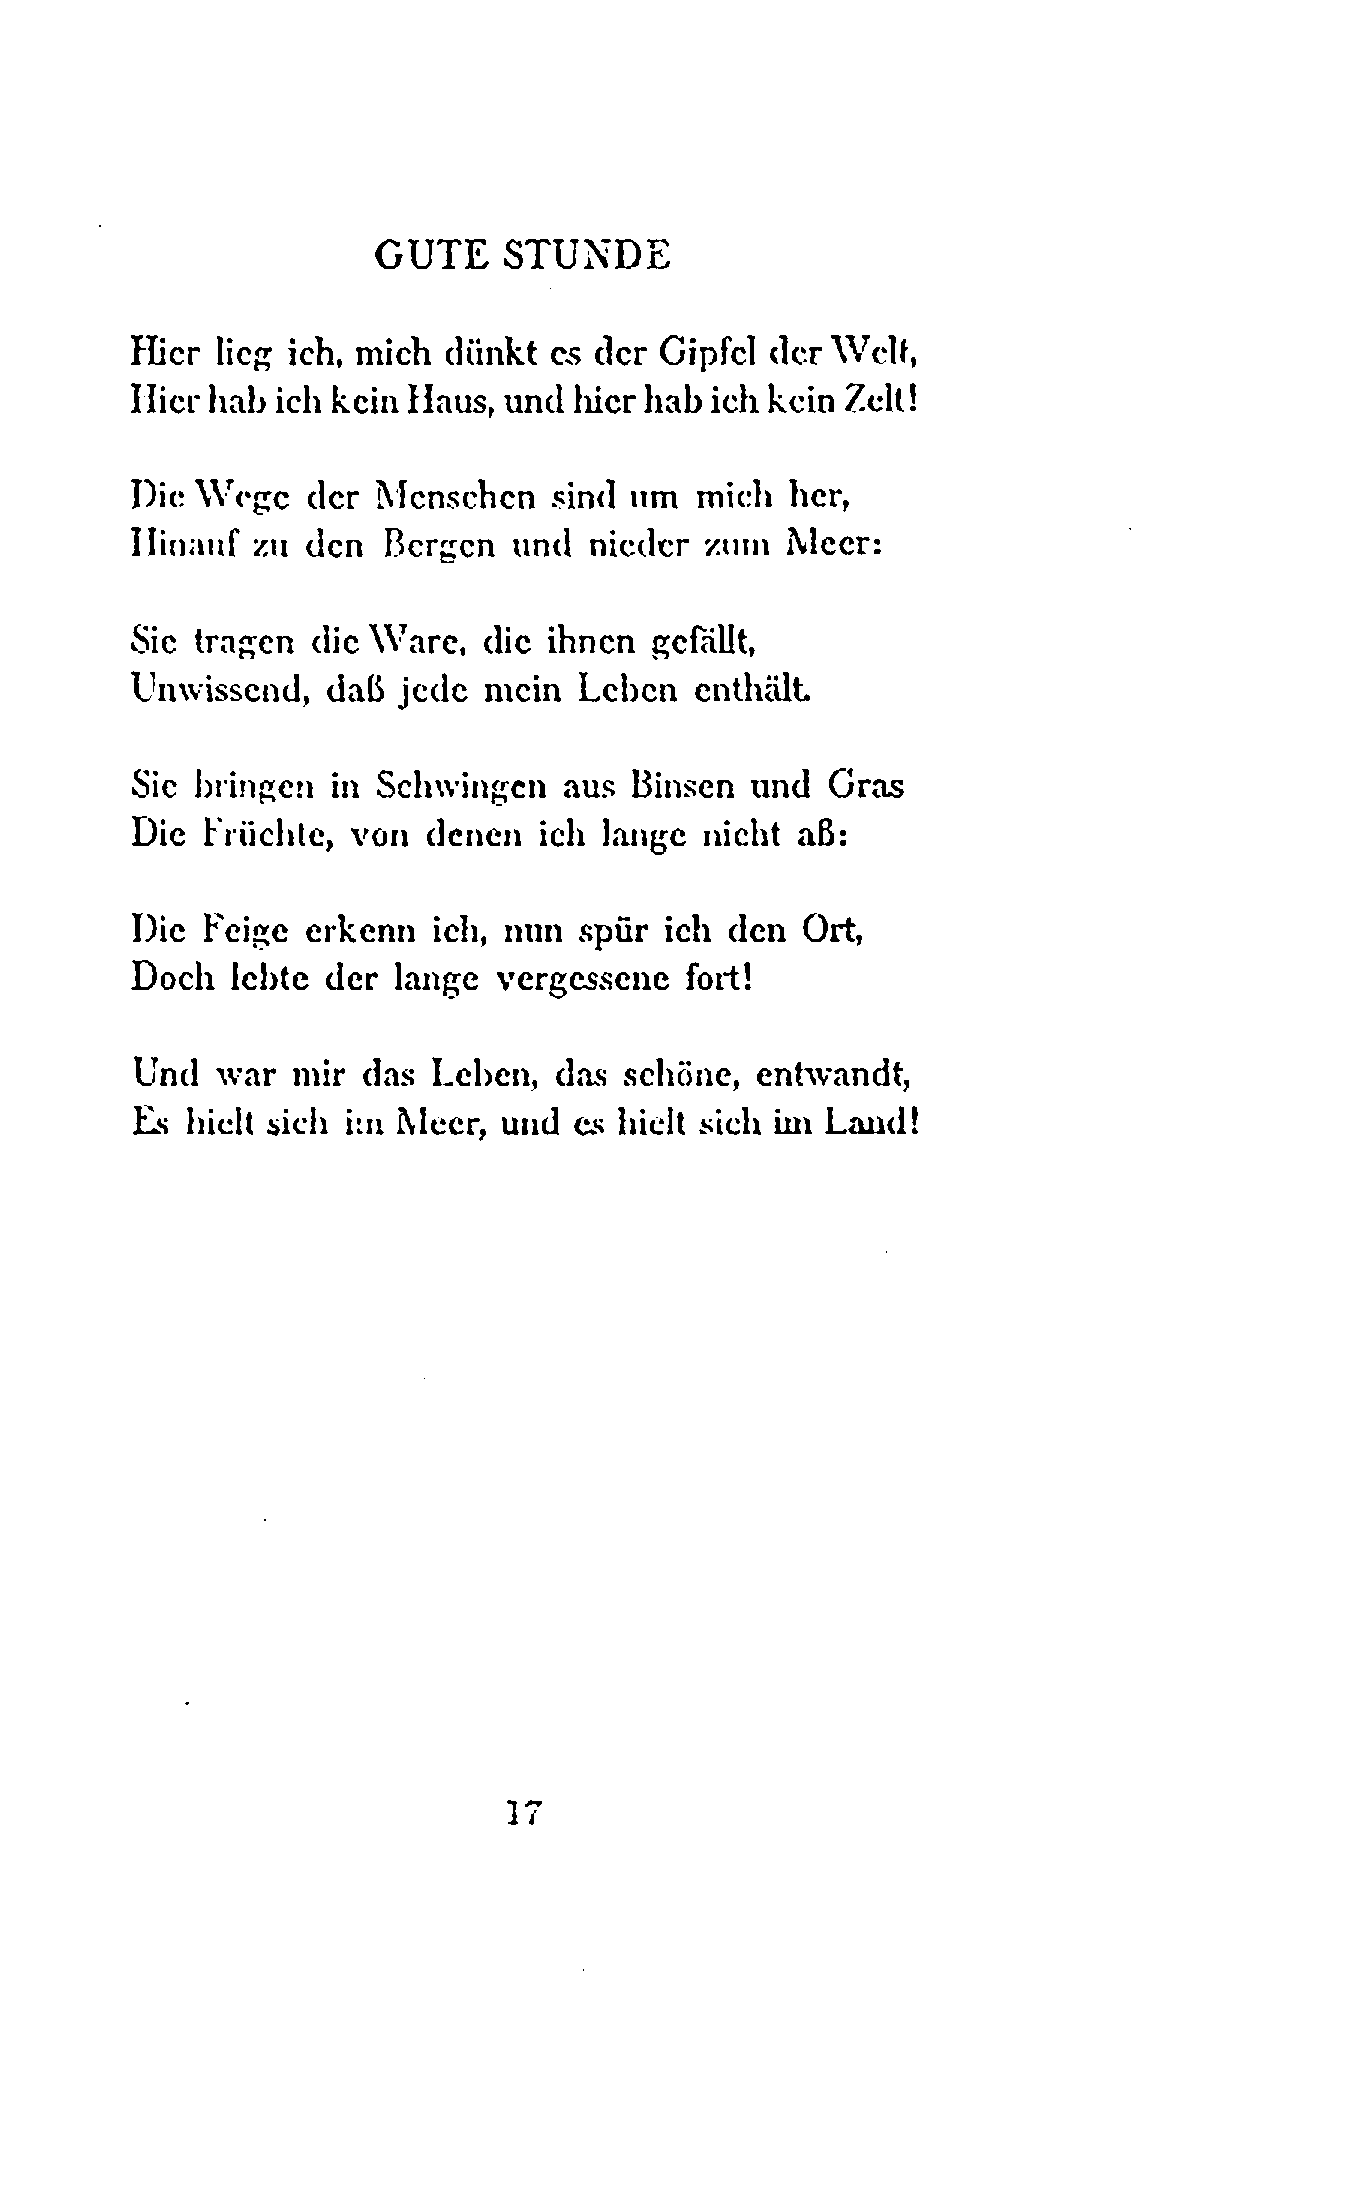 GUTE STUNDE
Hier lieg ich, mich dünkt es der Gipfel der Welt,
Hier hab ich kein Haus, und hier hab ich kein Zelt!
Die Wege der Menschen sind um mich her,
Hinauf zu den Bergen und nieder zum Meer:
Sie tragen die Ware, die ihnen gefällt,
Unwissend, daß jede mein Leben enthält.
Sie bringen in Schwingen aus Binsen und Gras
Die Früchte, von denen ich lange nicht aß:
Die Feige erkenn ich, nun spür ich den Ort,
Doch lebte der lange vergessene fort!
Und war mir das Leben, das schöne, entwandt,
Es hielt sich im Meer, und es hielt sich im Land!
17